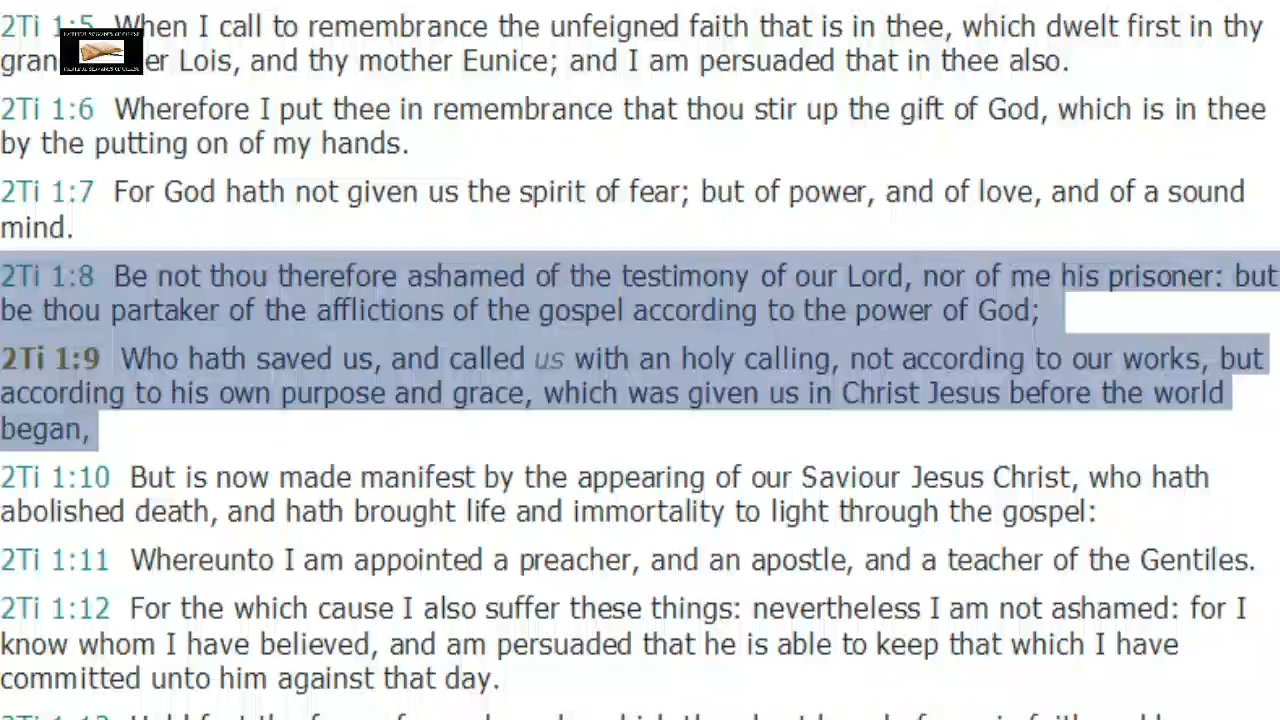 2Ti 1:5 When I call to remembrance the unfeigned faith that is in thee, which dwelt first in thy
er Lois, and thy mother Eunice; and I am persuaded that in thee also.
2Ti 1:6 Wherefore I put thee in remembrance that thou stir up the gift of God, which is in thee
by the putting on of my hands.
2Ti 1:7 For God hath not given us the spirit of fear; but of power, and of love, and of a sound
mind.
2Ti 1:8 Be not thou therefore ashamed of the testimony of our Lord, nor of me his prisoner: but
be thou partaker of the afflictions of the gospel according to the power of God;
2Ti 1:9 Who hath saved us, and called us with an holy calling, not according to our works, but
according to his own purpose and grace, which was given us in Christ Jesus before the world
began,
2Ti 1:10 But is now made manifest by the appearing of our Saviour Jesus Christ, who hath
abolished death, and hath brought life and immortality to light through the gospel:
2Ti 1:11 Whereunto I am appointed a preacher, and an apostle, and a teacher of the Gentiles.
2Ti 1:12 For the which cause I also suffer these things: nevertheless I am not ashamed: for I
know whom I have believed, and am persuaded that he is able to keep that which I have
committed unto him against that day.